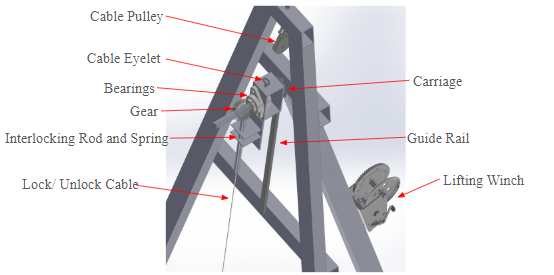 Cable Pulley
Cable Eyelet
Bearings
Carriage
Gear
Interlocking Rod and Spring
Guide Rail
Lock/ Unlock Cable
Lifting Winch